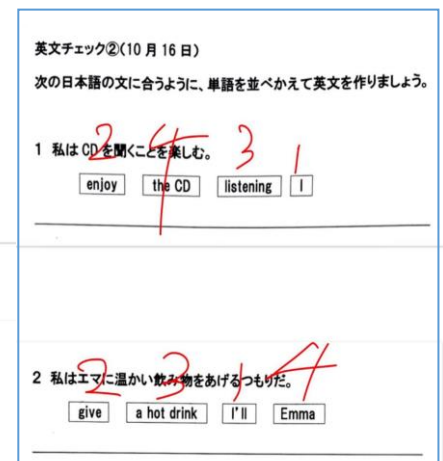 英文チェック②(10月16日)
次の日本語の文に合うように、単語を並べかえて英文を作りましょう。
2 4 3 1
1 私は CD を聞くことを楽しむ。
enjoy the CD listening I
2 3 1 4
2 私はエマに温かい飲み物をあげるつもりだ。
give a hot drink I'll Emma